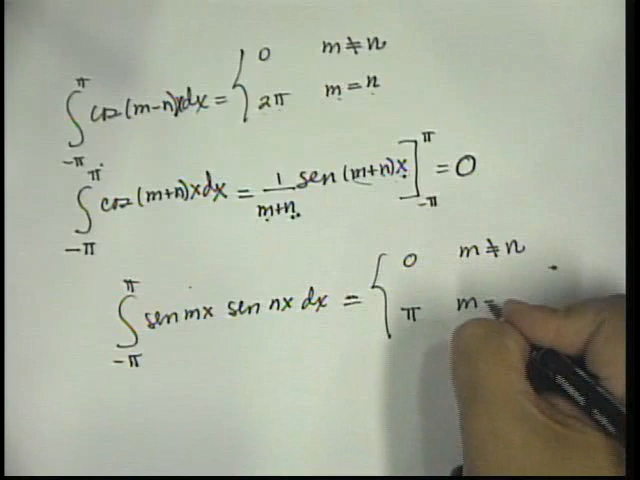 ∫_{-π}^{π} cos (m-n)x dx = { 0 m ≠ n
2π m = n
∫_{-π}^{π} cos (m+n) x dx = 1/(m+n) sen (m+n) x ]_{-π}^{π} = 0
∫_{-π}^{π} sen mx sen nx dx = { 0 m ≠ n
π m =